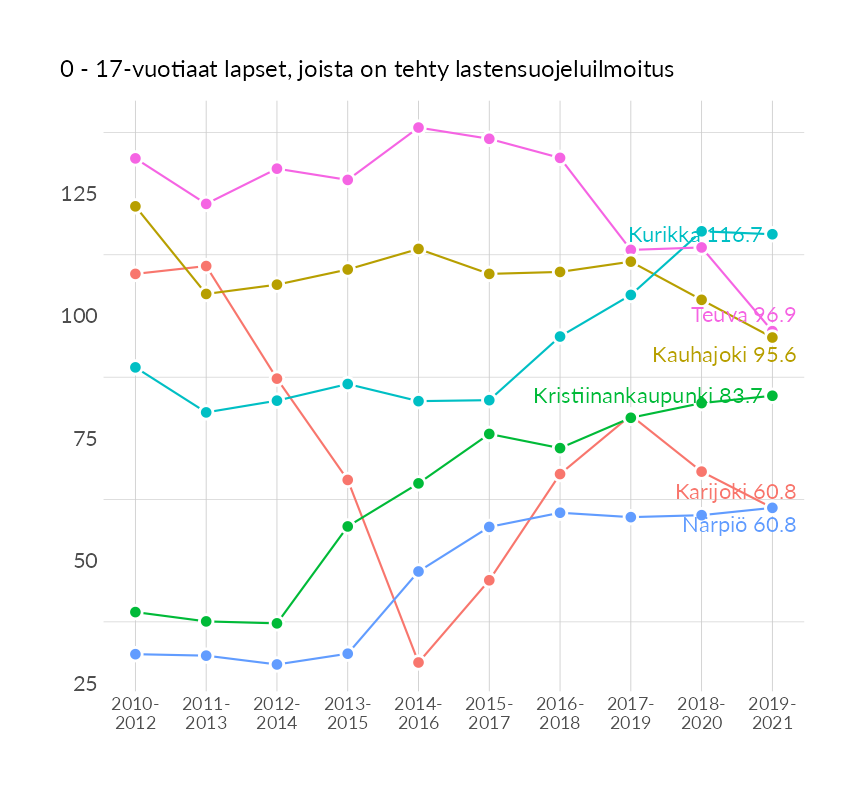 0 - 17-vuotiaat lapset, joista on tehty lastensuojeluilmoitus
125
Kurikka 116.7
100
Teuva 96.9
Kauhajoki 95.6
Kristiinankaupunki 83.7
75
Karijoki 60.8
Närpiö 60.8
50
25
2010- 2011- 2012- 2013- 2014- 2015- 2016- 2017- 2018- 2019-
2012 2013 2014 2015 2016 2017 2018 2019 2020 2021